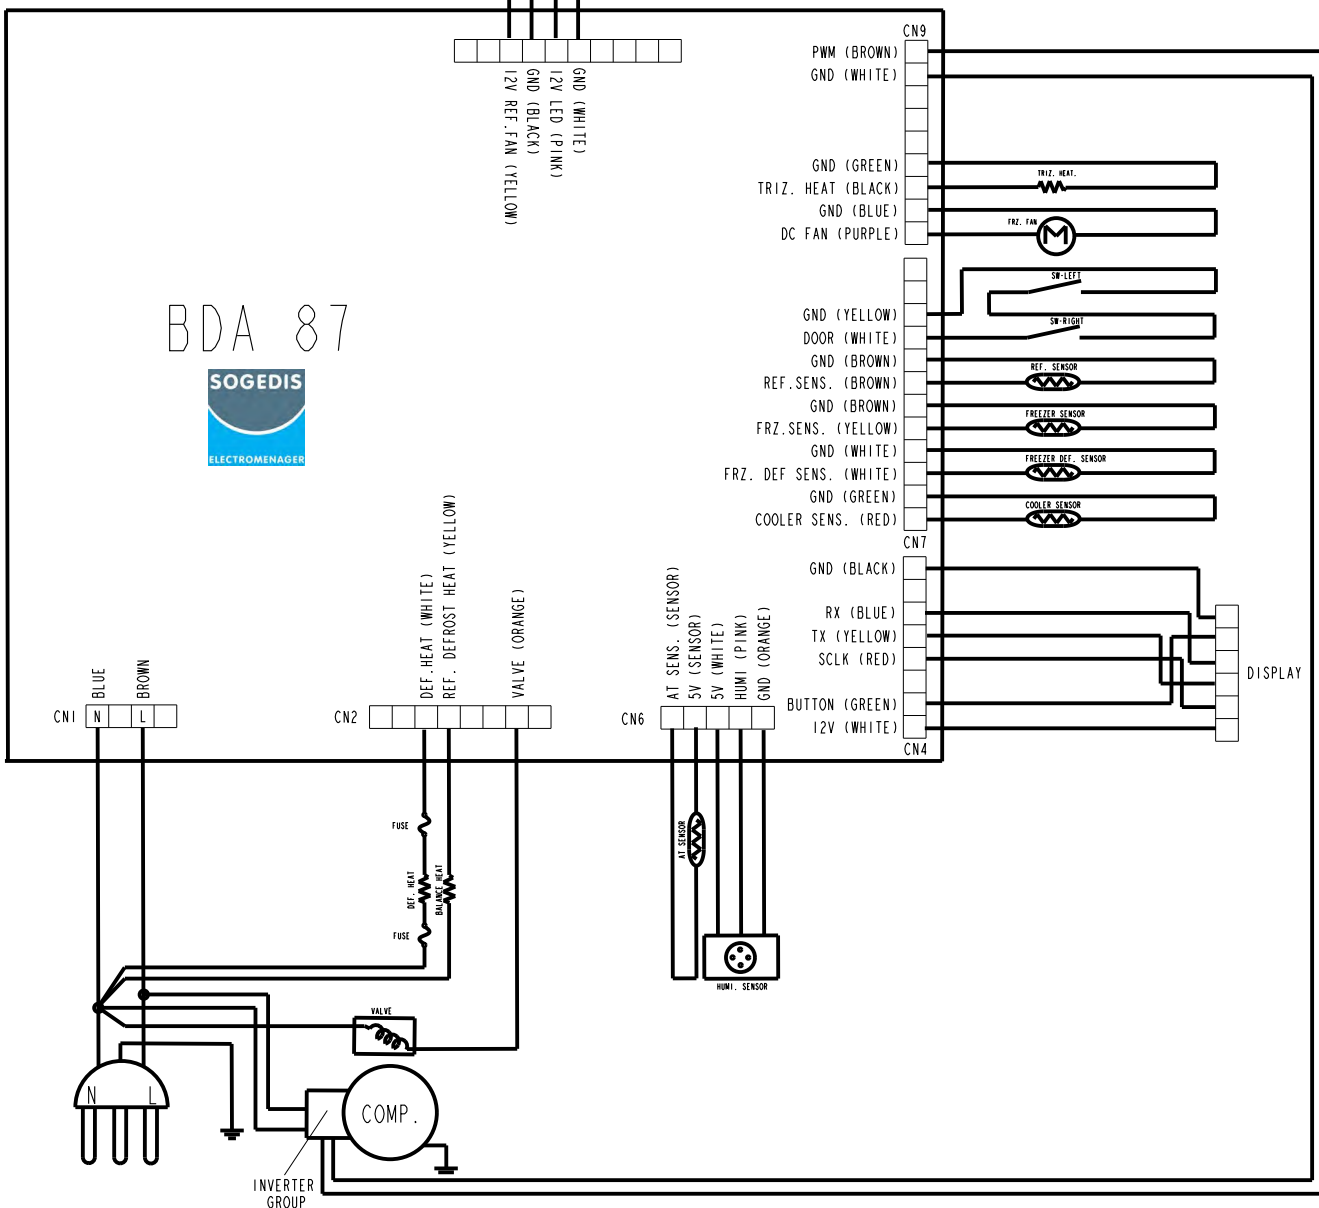 CN9
PWM (BROWN)
GND (WHITE)
12V REF.FAN (YELLOW)
GND (BLACK)
12V LED (PINK)
GND (WHITE)
GND (GREEN)
TRIZ. HEAT (BLACK)
TRIZ. HEAT.
GND (BLUE)
DC FAN (PURPLE)
FRZ. FAN
M
SW-LEFT
GND (YELLOW)
DOOR (WHITE)
SW-RIGHT
GND (BROWN)
REF.SENS. (BROWN)
REF. SENSOR
GND (BROWN)
FRZ.SENS. (YELLOW)
FREEZER SENSOR
GND (WHITE)
FRZ. DEF SENS. (WHITE)
FREEZER DEF. SENSOR
GND (GREEN)
COOLER SENS. (RED)
COOLER SENSOR
CN7
BDA 87
SOGEDIS
ELECTROMENAGER
GND (BLACK)
RX (BLUE)
TX (YELLOW)
SCLK (RED)
BUTTON (GREEN)
12V (WHITE)
CN4
DISPLAY
BLUE
BROWN
CN1
N
L
DEF.HEAT (WHITE)
REF. DEFROST HEAT (YELLOW)
VALVE (ORANGE)
CN2
AT SENS. (SENSOR)
5V (SENSOR)
5V (WHITE)
HUMI (PINK)
GND (ORANGE)
CN6
FUSE
DEF. HEAT
BALANCE HEAT
FUSE
AT SENSOR
HUMI. SENSOR
VALVE
N
L
COMP.
INVERTER
GROUP